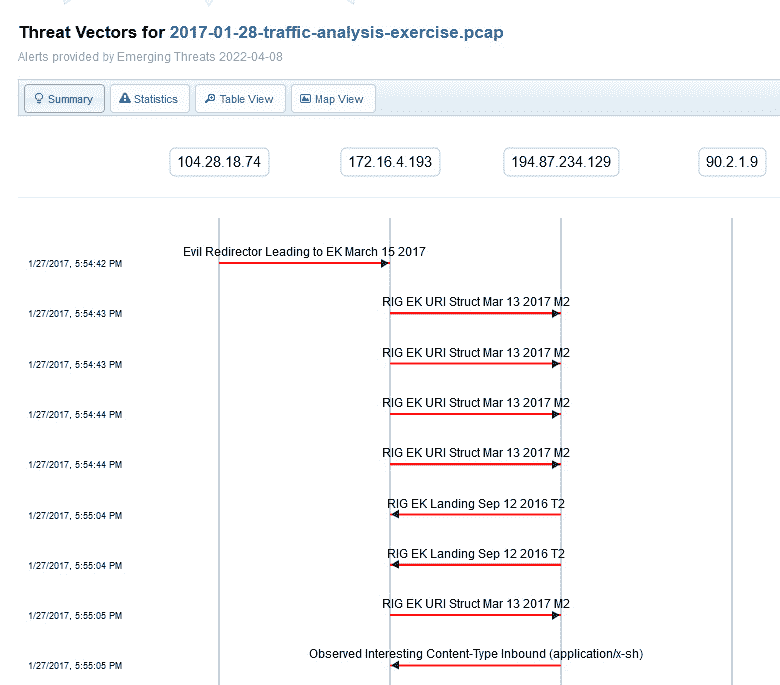 Threat Vectors for 2017-01-28-traffic-analysis-exercise.pcap
Alerts provided by Emerging Threats 2022-04-08
Summary Statistics Table View Map View
104.28.18.74 172.16.4.193 194.87.234.129 90.2.1.9
Evil Redirector Leading to EK March 15 2017
1/27/2017, 5:54:42 PM
RIG EK URI Struct Mar 13 2017 M2
1/27/2017, 5:54:43 PM
RIG EK URI Struct Mar 13 2017 M2
1/27/2017, 5:54:43 PM
RIG EK URI Struct Mar 13 2017 M2
1/27/2017, 5:54:44 PM
RIG EK URI Struct Mar 13 2017 M2
1/27/2017, 5:54:44 PM
RIG EK Landing Sep 12 2016 T2
1/27/2017, 5:55:04 PM
RIG EK Landing Sep 12 2016 T2
1/27/2017, 5:55:04 PM
RIG EK URI Struct Mar 13 2017 M2
1/27/2017, 5:55:05 PM
Observed Interesting Content-Type Inbound (application/x-sh)
1/27/2017, 5:55:05 PM